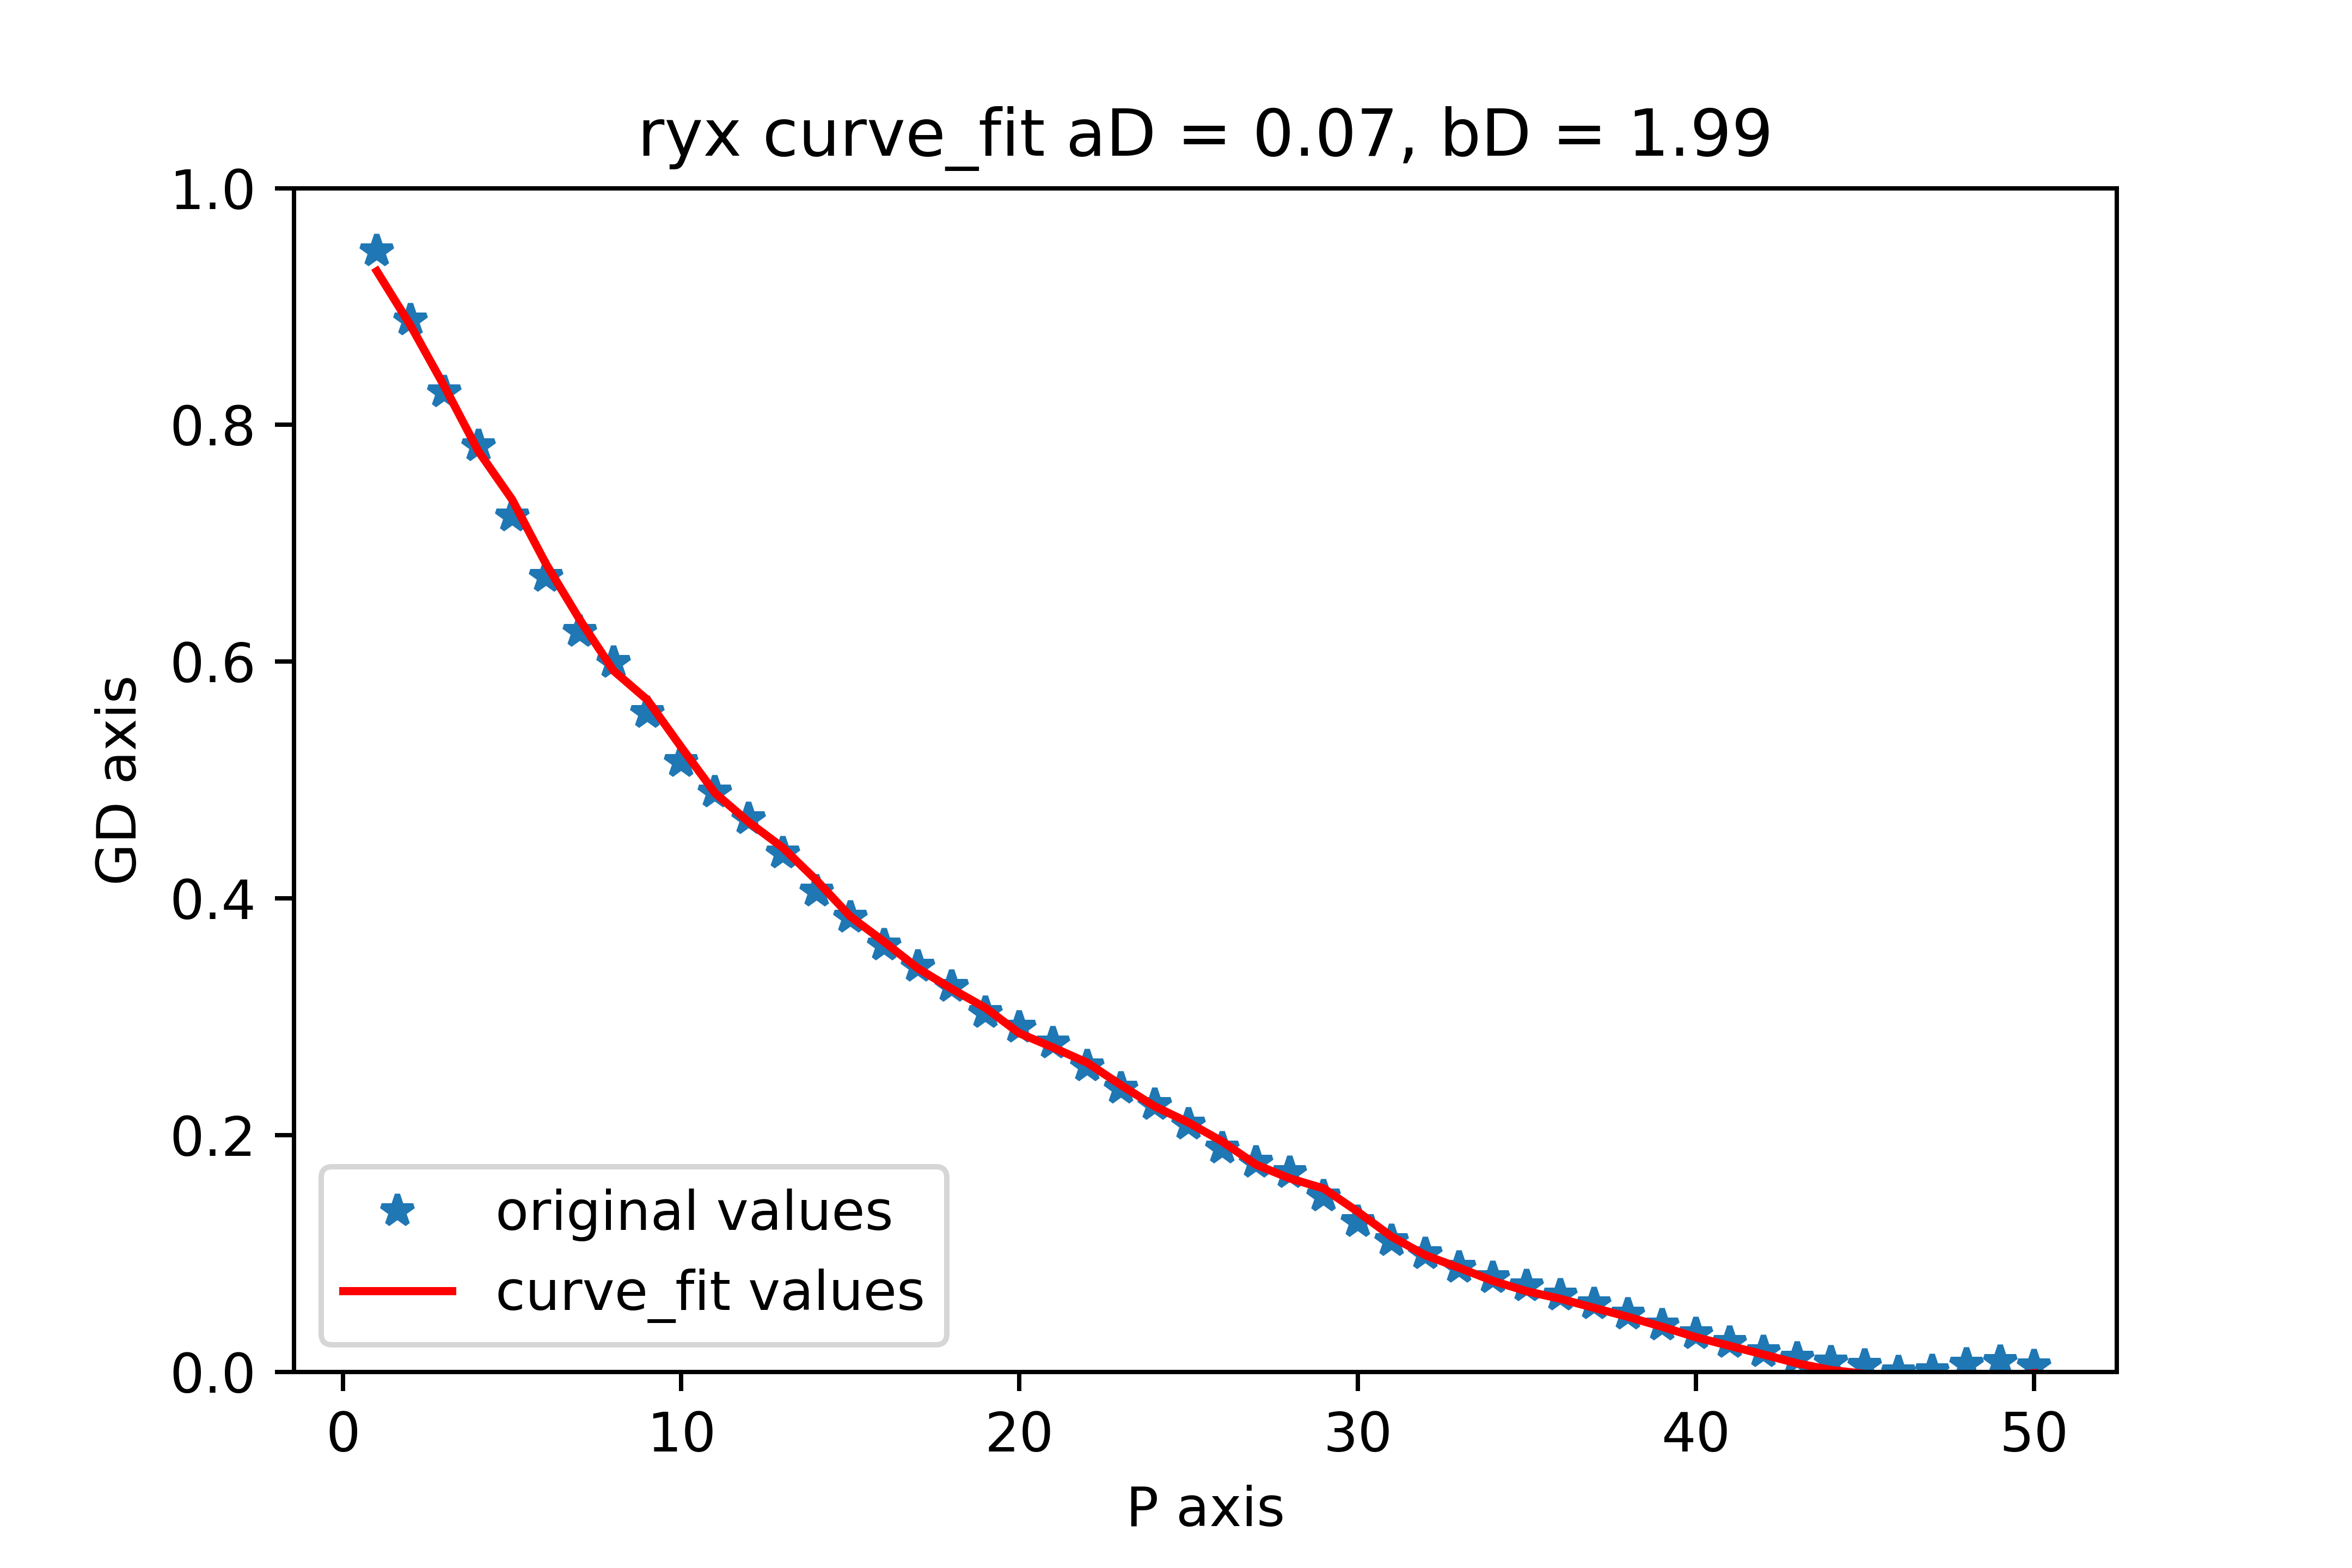 ryx curve_fit aD = 0.07, bD = 1.99
1.0
0.8
0.6
0.4
0.2
0.0
GD axis
original values
curve_fit values
0 10 20 30 40 50
P axis